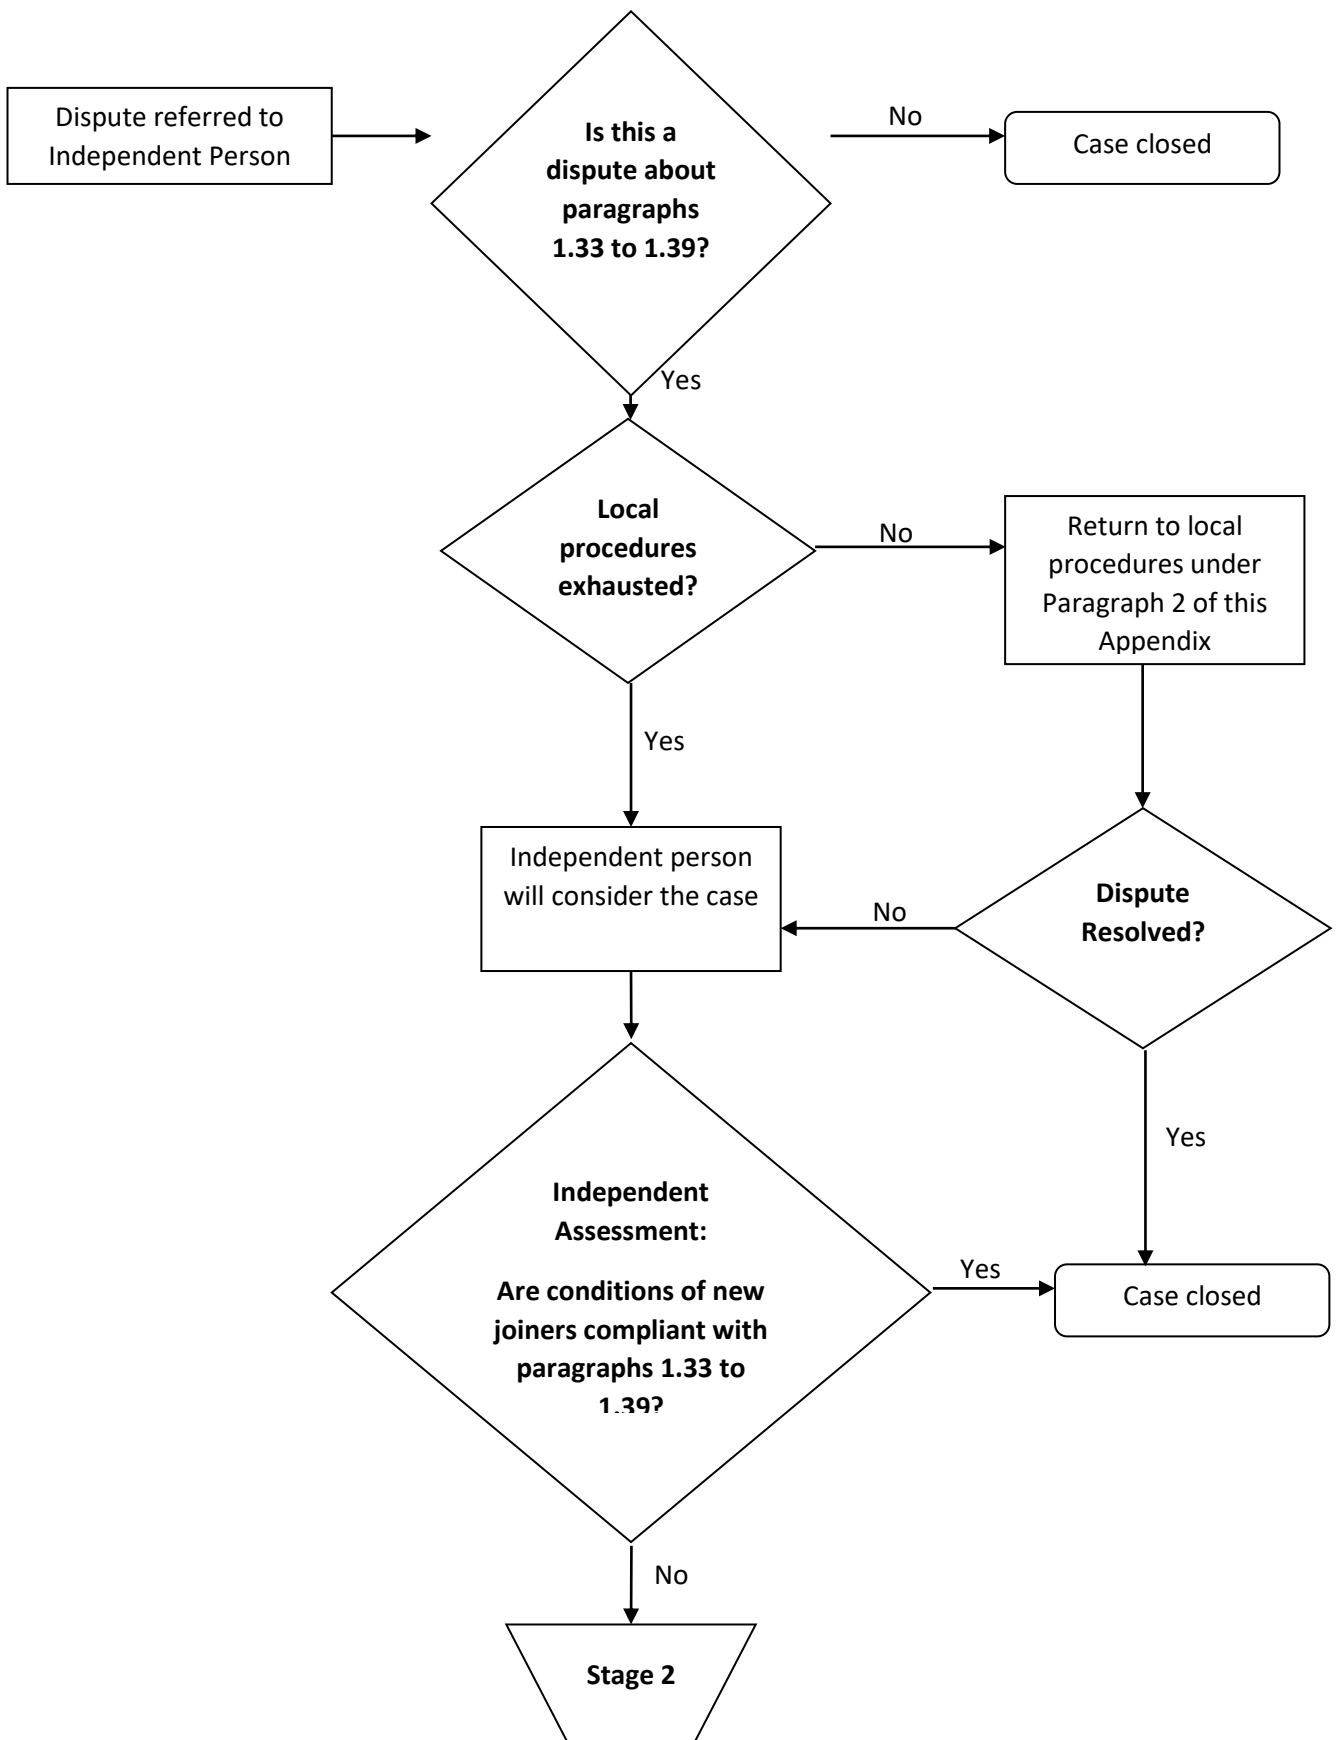 Dispute referred to
Independent Person
Is this a
dispute about
paragraphs
1.33 to 1.39?
No
Case closed
Yes
Local
procedures
exhausted?
No
Return to local
procedures under
Paragraph 2 of this
Appendix
Yes
Independent person
will consider the case
No
Dispute
Resolved?
Yes
Independent
Assessment:
Are conditions of new
joiners compliant with
paragraphs 1.33 to
1.39?
Yes
Case closed
No
Stage 2